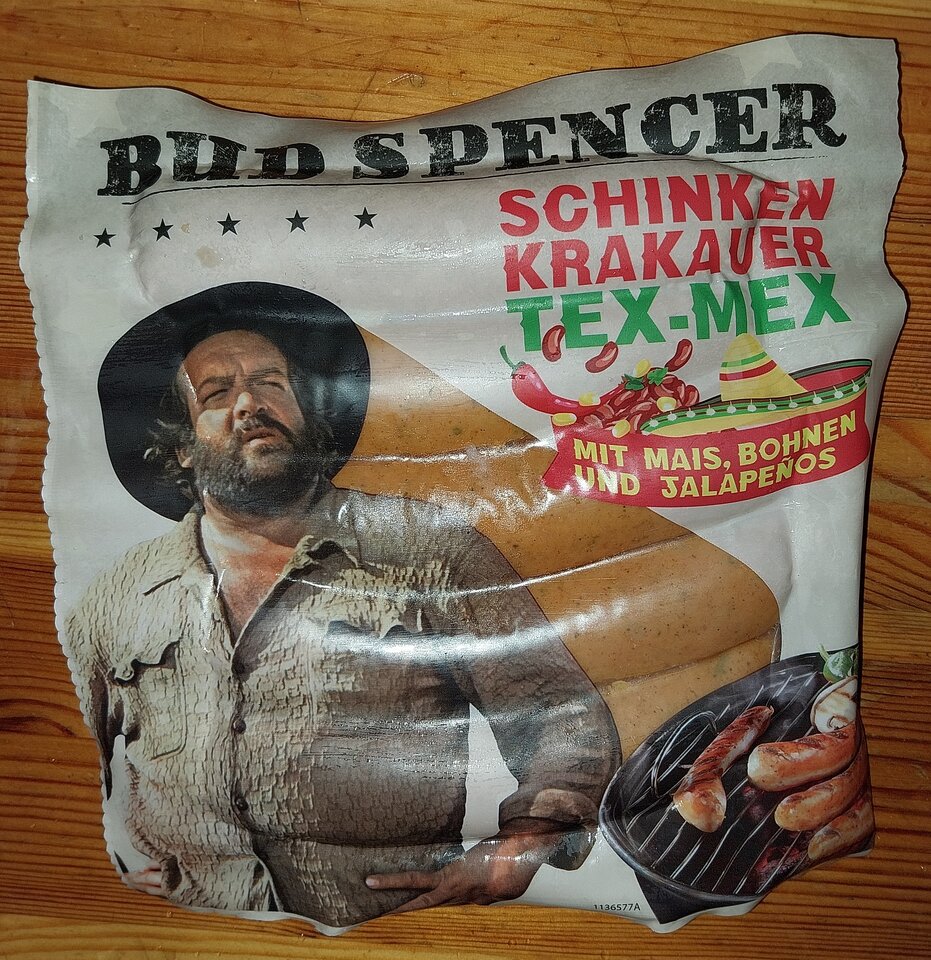 BUD SPENCER
SCHINKEN
KRAKAUER
TEX-MEX
MIT MAIS, BOHNEN
UND JALAPEÑOS
1136577A